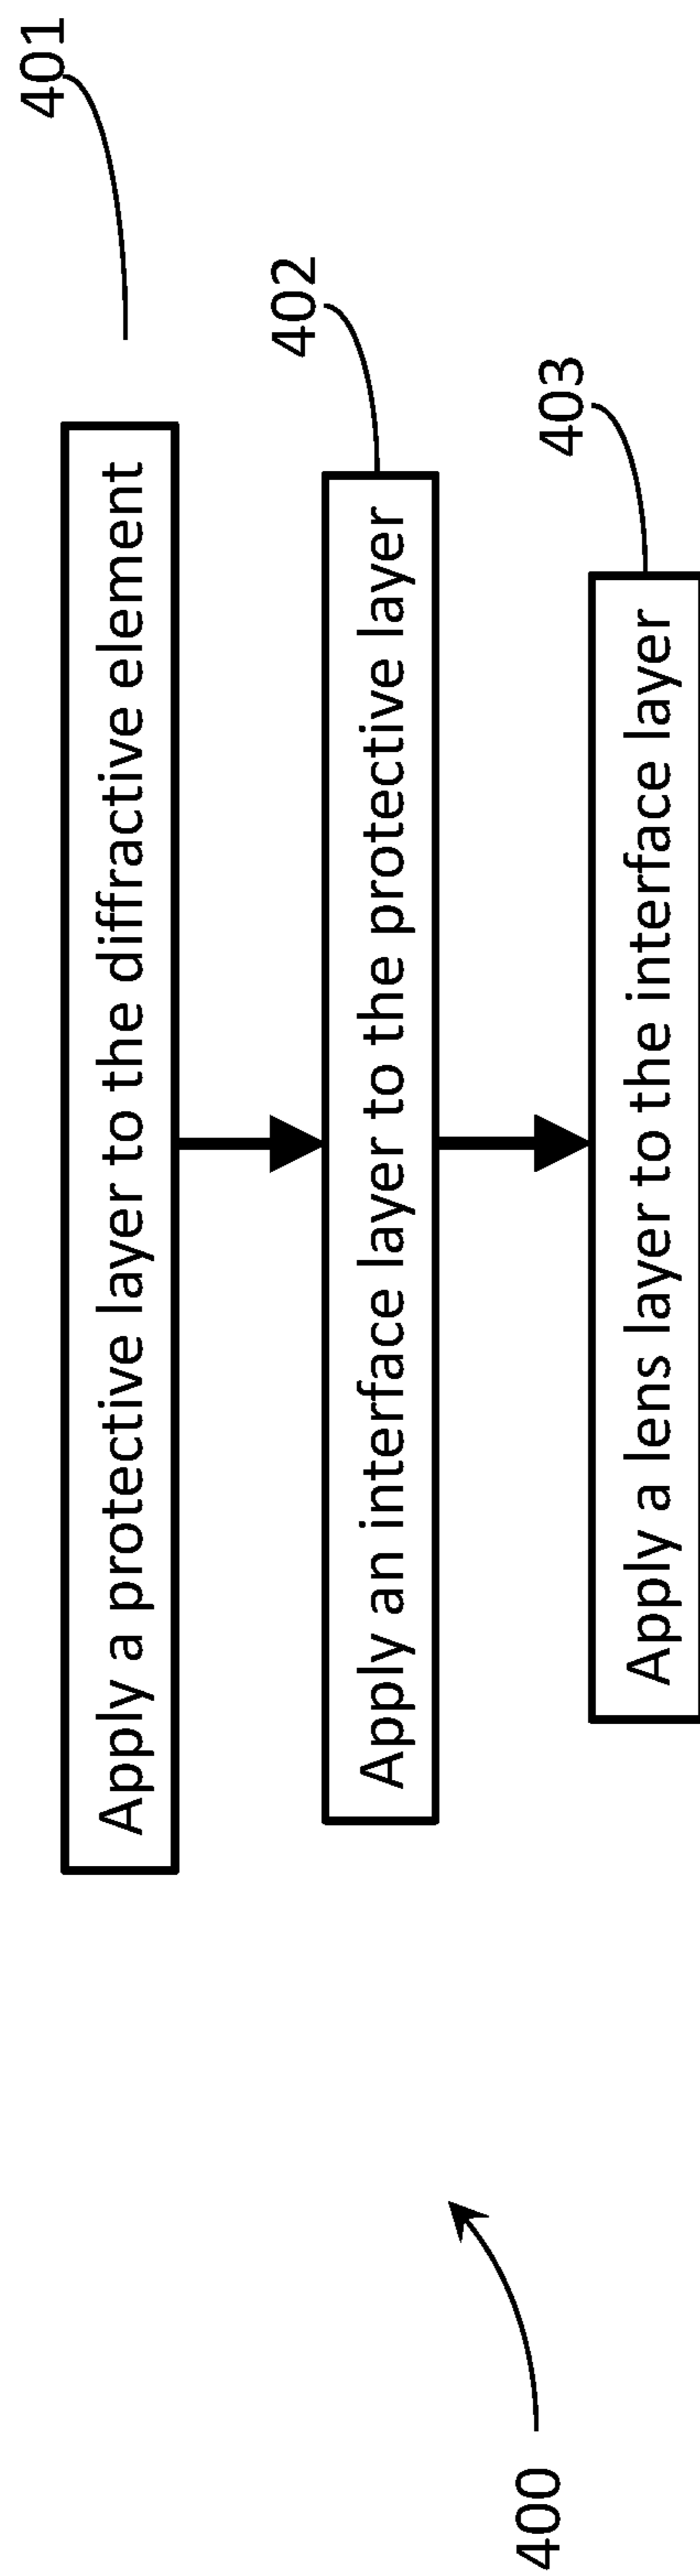 401
Apply a protective layer to the diffractive element
402
Apply an interface layer to the protective layer
403
Apply a lens layer to the interface layer
400